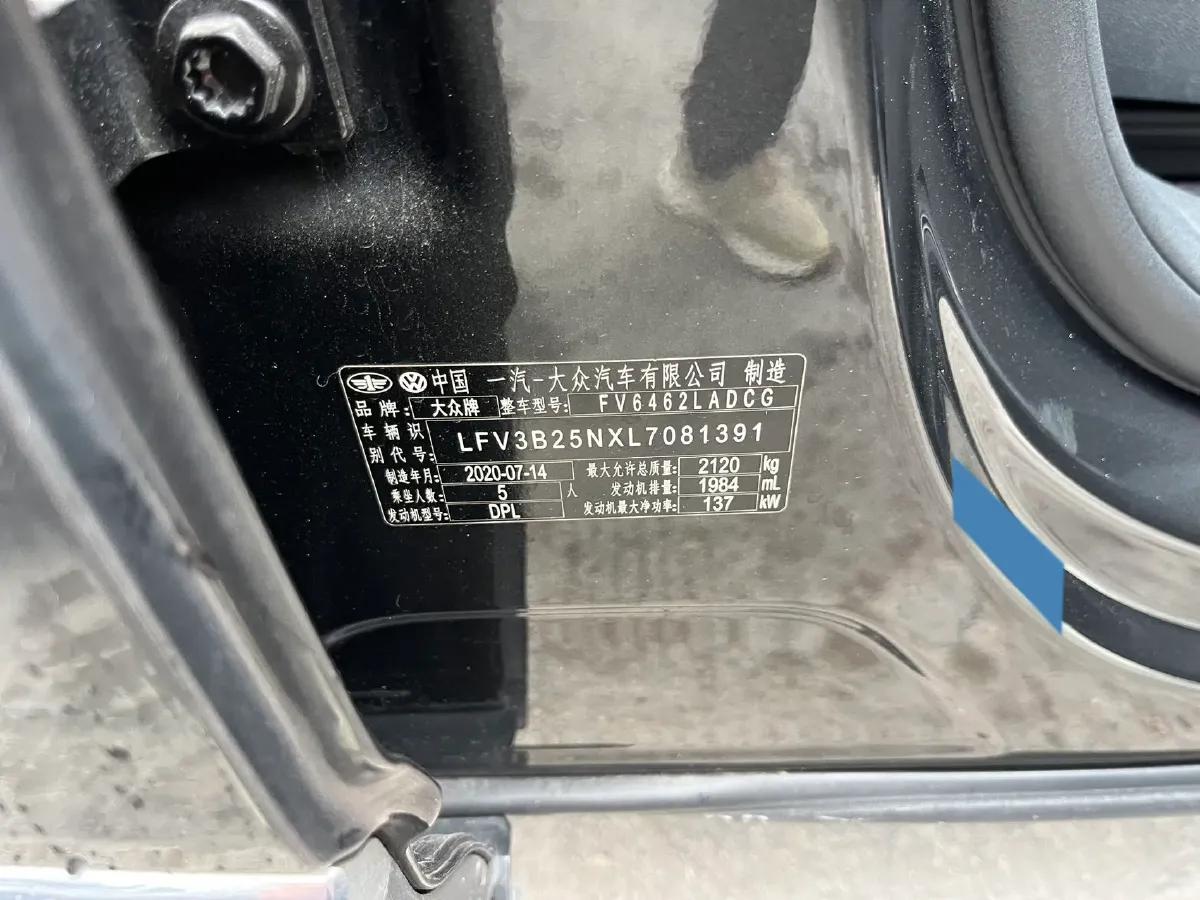 中国 一汽-大众汽车有限公司 制造
品牌: 大众牌 整车型号: FV6462LADCG
车辆识别代号: LFV3B25NXL7081391
制造年月: 2020-07-14 最大允许总质量: 2120 kg
乘坐人数: 5 人 发动机排量: 1984 mL
发动机型号: DPL 发动机最大净功率: 137 kW